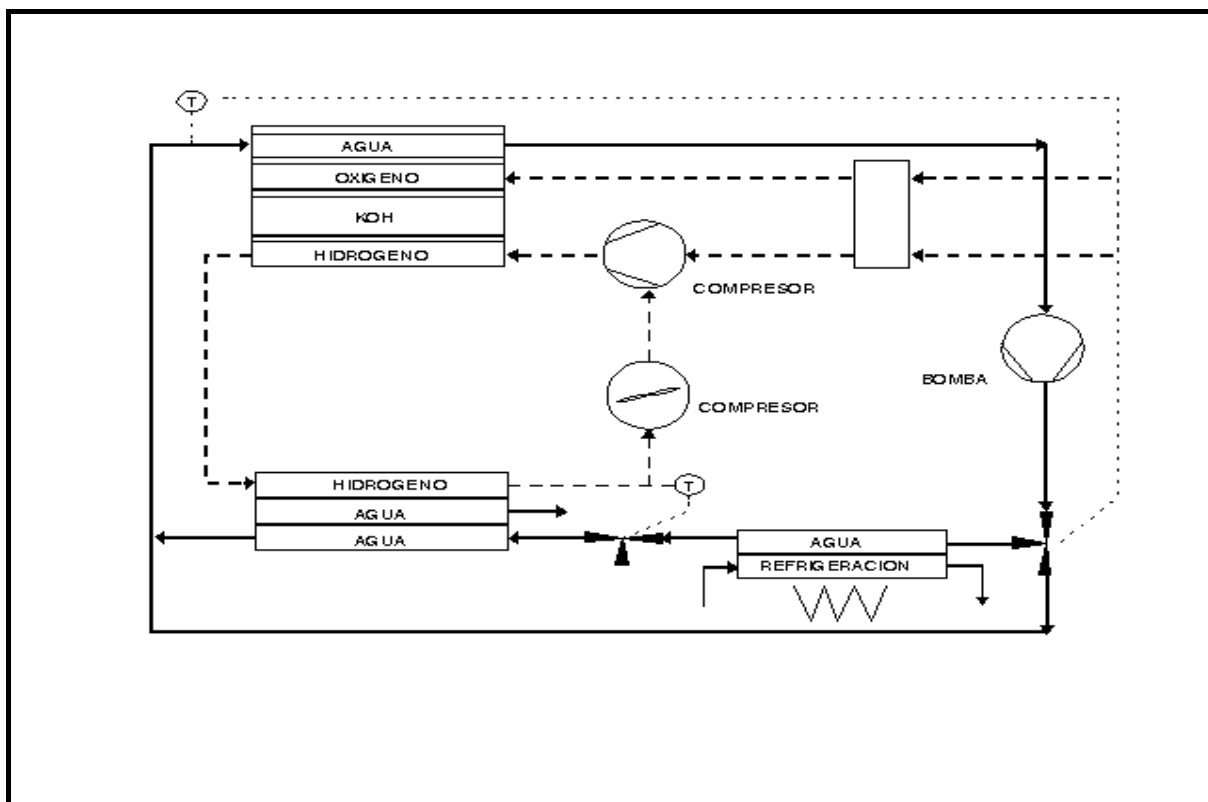 T
AGUA
OXIGENO
KOH
HIDROGENO
COMPRESOR
BOMBA
COMPRESOR
HIDROGENO
T
AGUA
AGUA
AGUA
REFRIGERACION